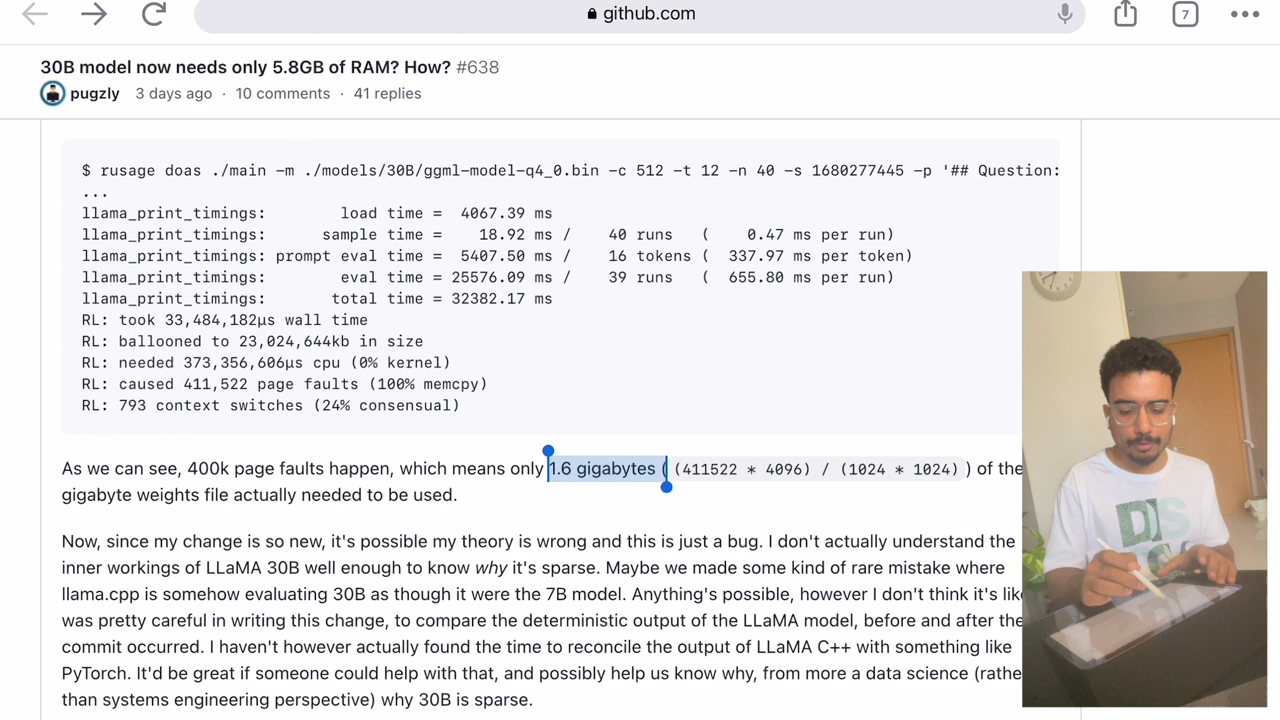 github.com
7
30B model now needs only 5.8GB of RAM? How? #638
pugzly 3 days ago · 10 comments · 41 replies
$ rusage doas ./main -m ./models/30B/ggml-model-q4_0.bin -c 512 -t 12 -n 40 -s 1680277445 -p '## Question:
...
llama_print_timings:        load time =  4067.39 ms
llama_print_timings:      sample time =    18.92 ms /    40 runs   (    0.47 ms per run)
llama_print_timings: prompt eval time =  5407.50 ms /    16 tokens (  337.97 ms per token)
llama_print_timings:        eval time = 25576.09 ms /    39 runs   (  655.80 ms per run)
llama_print_timings:       total time = 32382.17 ms
RL: took 33,484,182µs wall time
RL: ballooned to 23,024,644kb in size
RL: needed 373,356,606µs cpu (0% kernel)
RL: caused 411,522 page faults (100% memcpy)
RL: 793 context switches (24% consensual)
As we can see, 400k page faults happen, which means only 1.6 gigabytes ( (411522 * 4096) / (1024 * 1024) ) of the
gigabyte weights file actually needed to be used.
Now, since my change is so new, it's possible my theory is wrong and this is just a bug. I don't actually understand the
inner workings of LLaMA 30B well enough to know why it's sparse. Maybe we made some kind of rare mistake where
llama.cpp is somehow evaluating 30B as though it were the 7B model. Anything's possible, however I don't think it's
was pretty careful in writing this change, to compare the deterministic output of the LLaMA model, before and after the
commit occurred. I haven't however actually found the time to reconcile the output of LLaMA C++ with something like
PyTorch. It'd be great if someone could help with that, and possibly help us know why, from more a data science
than systems engineering perspective) why 30B is sparse.